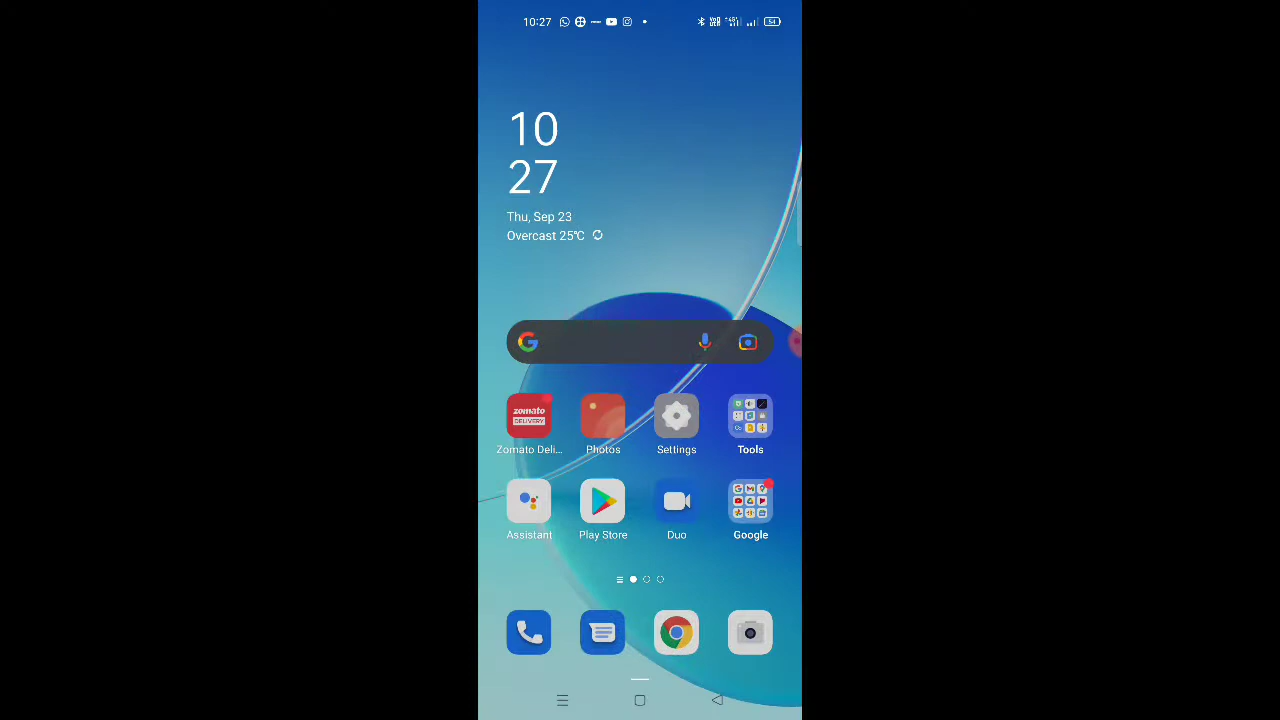 10:27
54
10
27
Thu, Sep 23
Overcast 25℃
zomato
DELIVERY
Zomato Deli...
Photos
Settings
Tools
Assistant
Play Store
Duo
Google